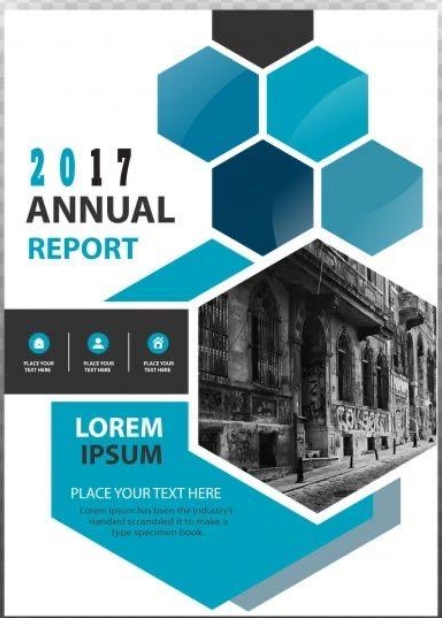 2017
ANNUAL
REPORT
PLACE YOUR
TEXT HERE
PLACE YOUR
TEXT HERE
PLACE YOUR
TEXT HERE
LOREM
IPSUM
PLACE YOUR TEXT HERE
Lorem Ipsum has been the industry's
standard scrambled it to make a
type specimen book.